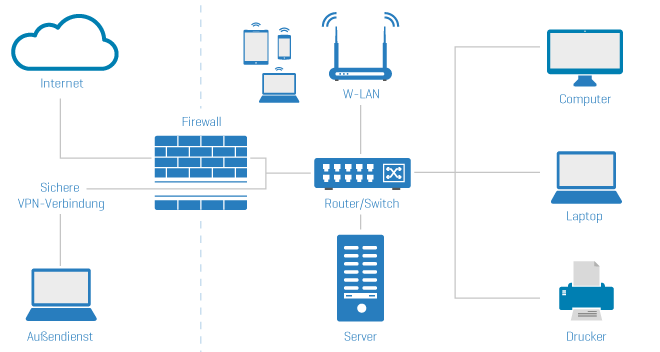 Internet
Firewall
W-LAN
Computer
Sichere
VPN-Verbindung
Router/Switch
Laptop
Außendienst
Server
Drucker